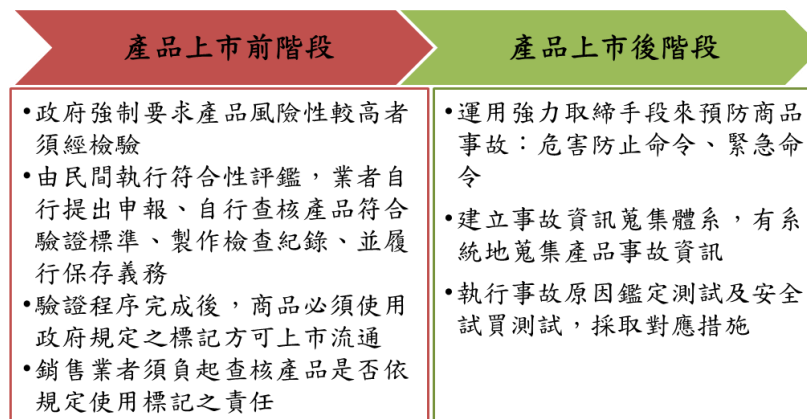 產品上市前階段
•政府強制要求產品風險性較高者
須經檢驗
•由民間執行符合性評鑑，業者自
行提出申報、自行查核產品符合
驗證標準、製作檢查紀錄、並履
行保存義務
•驗證程序完成後，商品必須使用
政府規定之標記方可上市流通
•銷售業者須負起查核產品是否依
規定使用標記之責任
產品上市後階段
•運用強力取締手段來預防商品
事故：危害防止命令、緊急命
令
•建立事故資訊蒐集體系，有系
統地蒐集產品事故資訊
•執行事故原因鑑定測試及安全
試買測試，採取對應措施